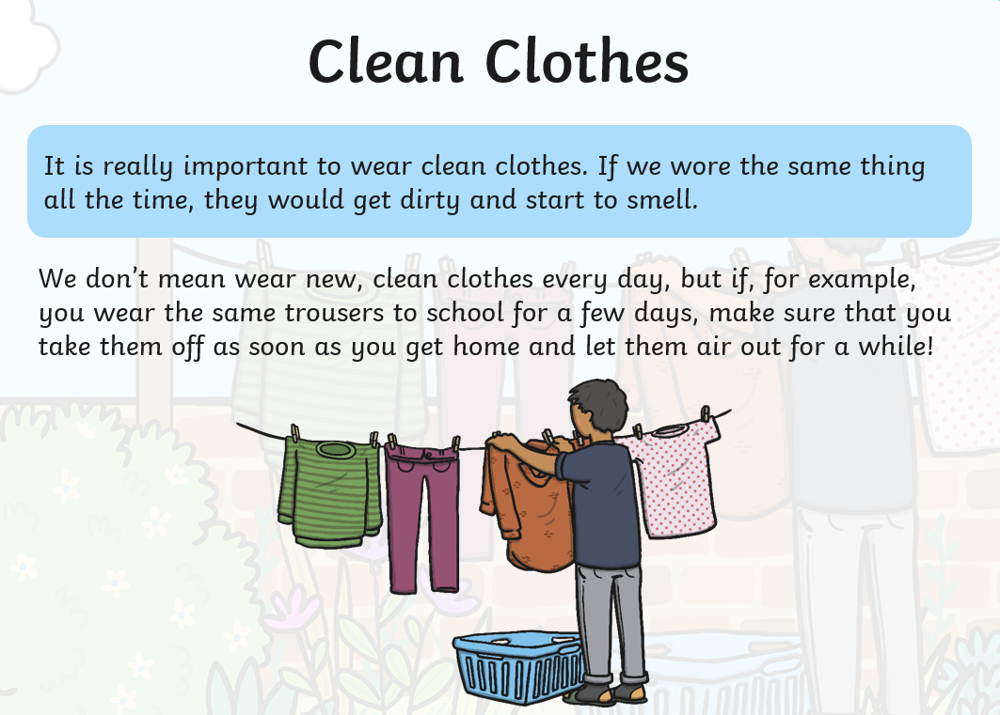 Clean Clothes
It is really important to wear clean clothes. If we wore the same thing
all the time, they would get dirty and start to smell.
We don't mean wear new, clean clothes every day, but if, for example,
you wear the same trousers to school for a few days, make sure that you
take them off as soon as you get home and let them air out for a while!